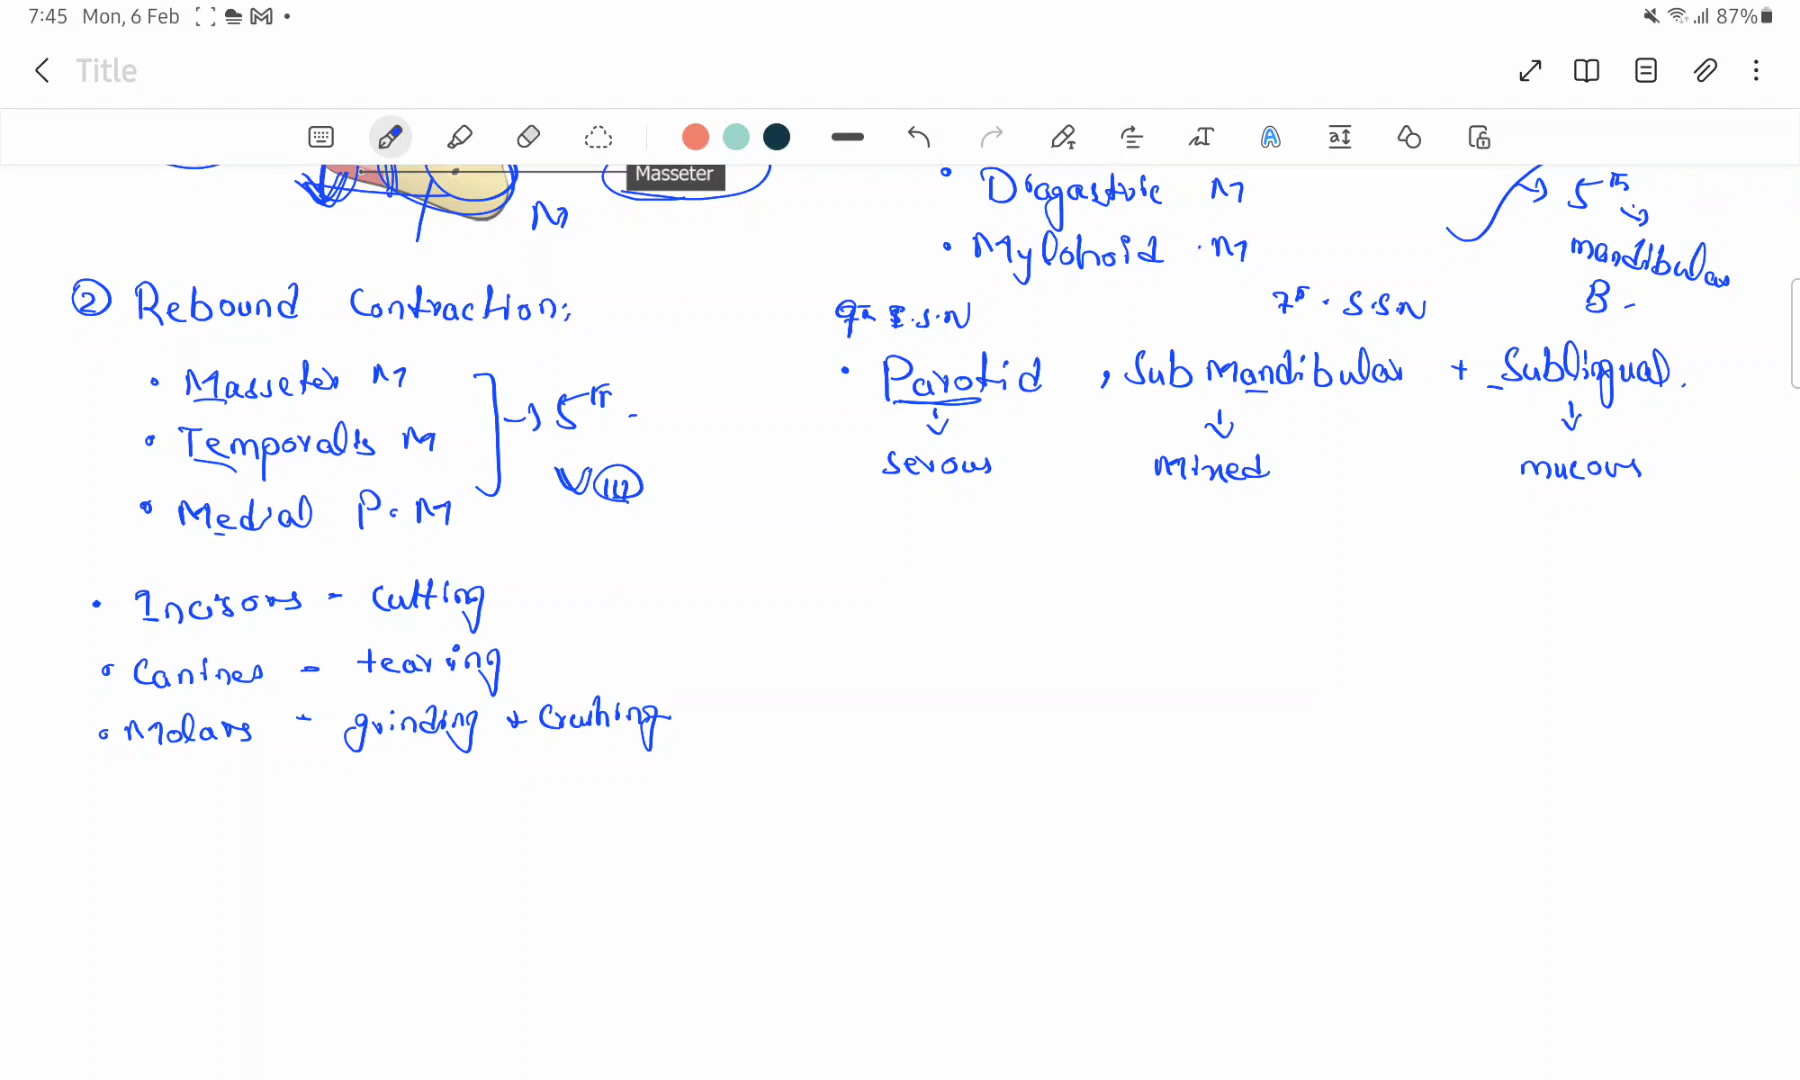 7:45 Mon, 6 Feb
87%
Title
Masseter
M
② Rebound Contraction:
• Masseter M
• Temporalis M
• Medial P. M
→ 5th -
V(III)
• Incisors - cutting
• Canines - tearing
• Molars - grinding + Crushing
• Diagastric M
• Mylohoid . M
→ 5th
mandibular
B -
9th I.S.N
7th . S.S.N
• Parotid , Sub Mandibular + Sublingual.
serous
mixed
mucous